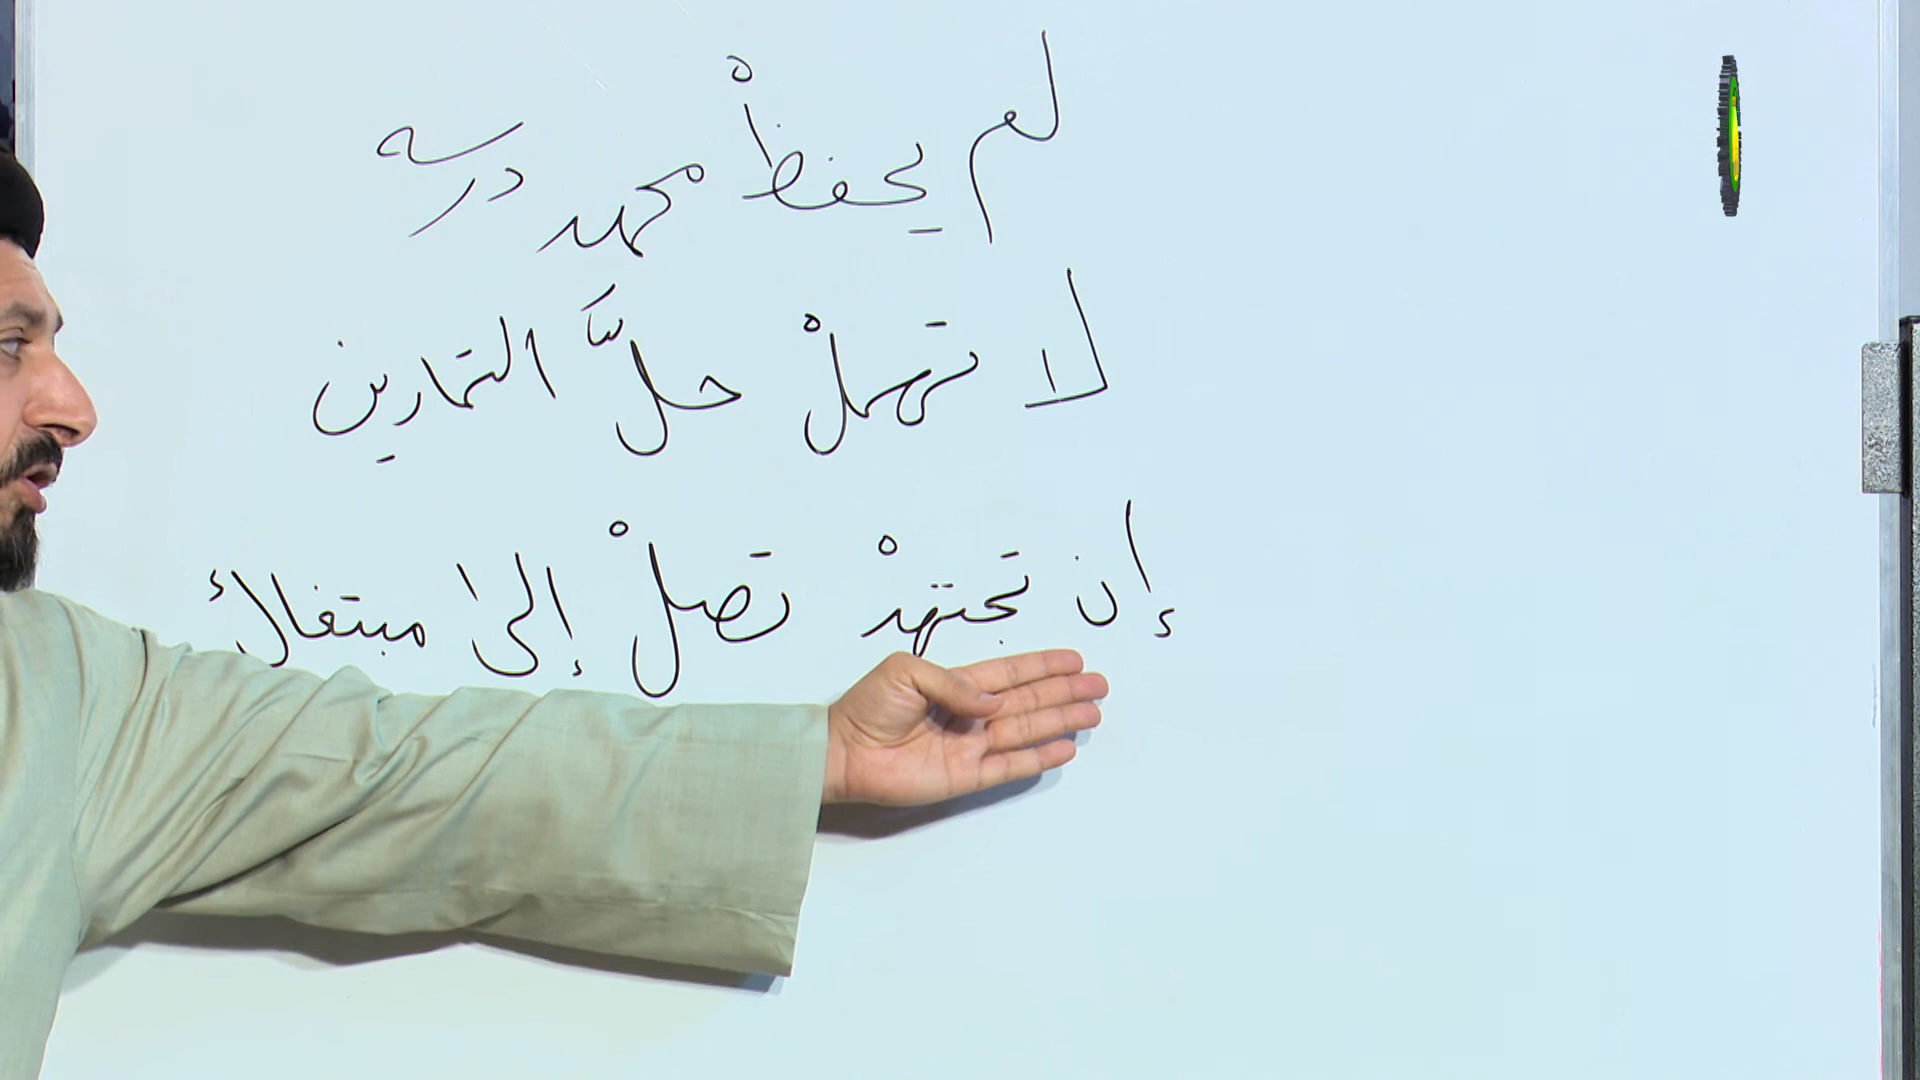 لم يحفظْ محمد درسه
لا تهملْ حلَّ التمارين
إن تجتهدْ تصلْ إلى مبتغاك